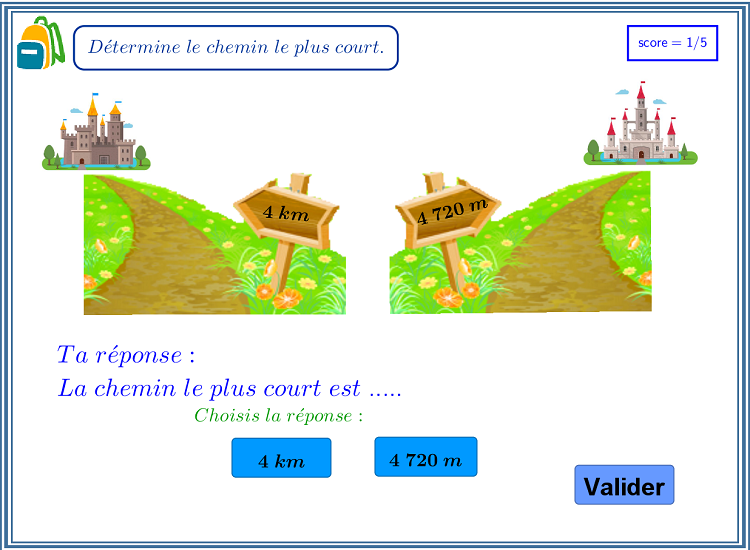 Détermine le chemin le plus court.
score = 1/5
4 km
4 720 m
Ta réponse :
La chemin le plus court est .....
Choisis la réponse :
4 km
4 720 m
Valider